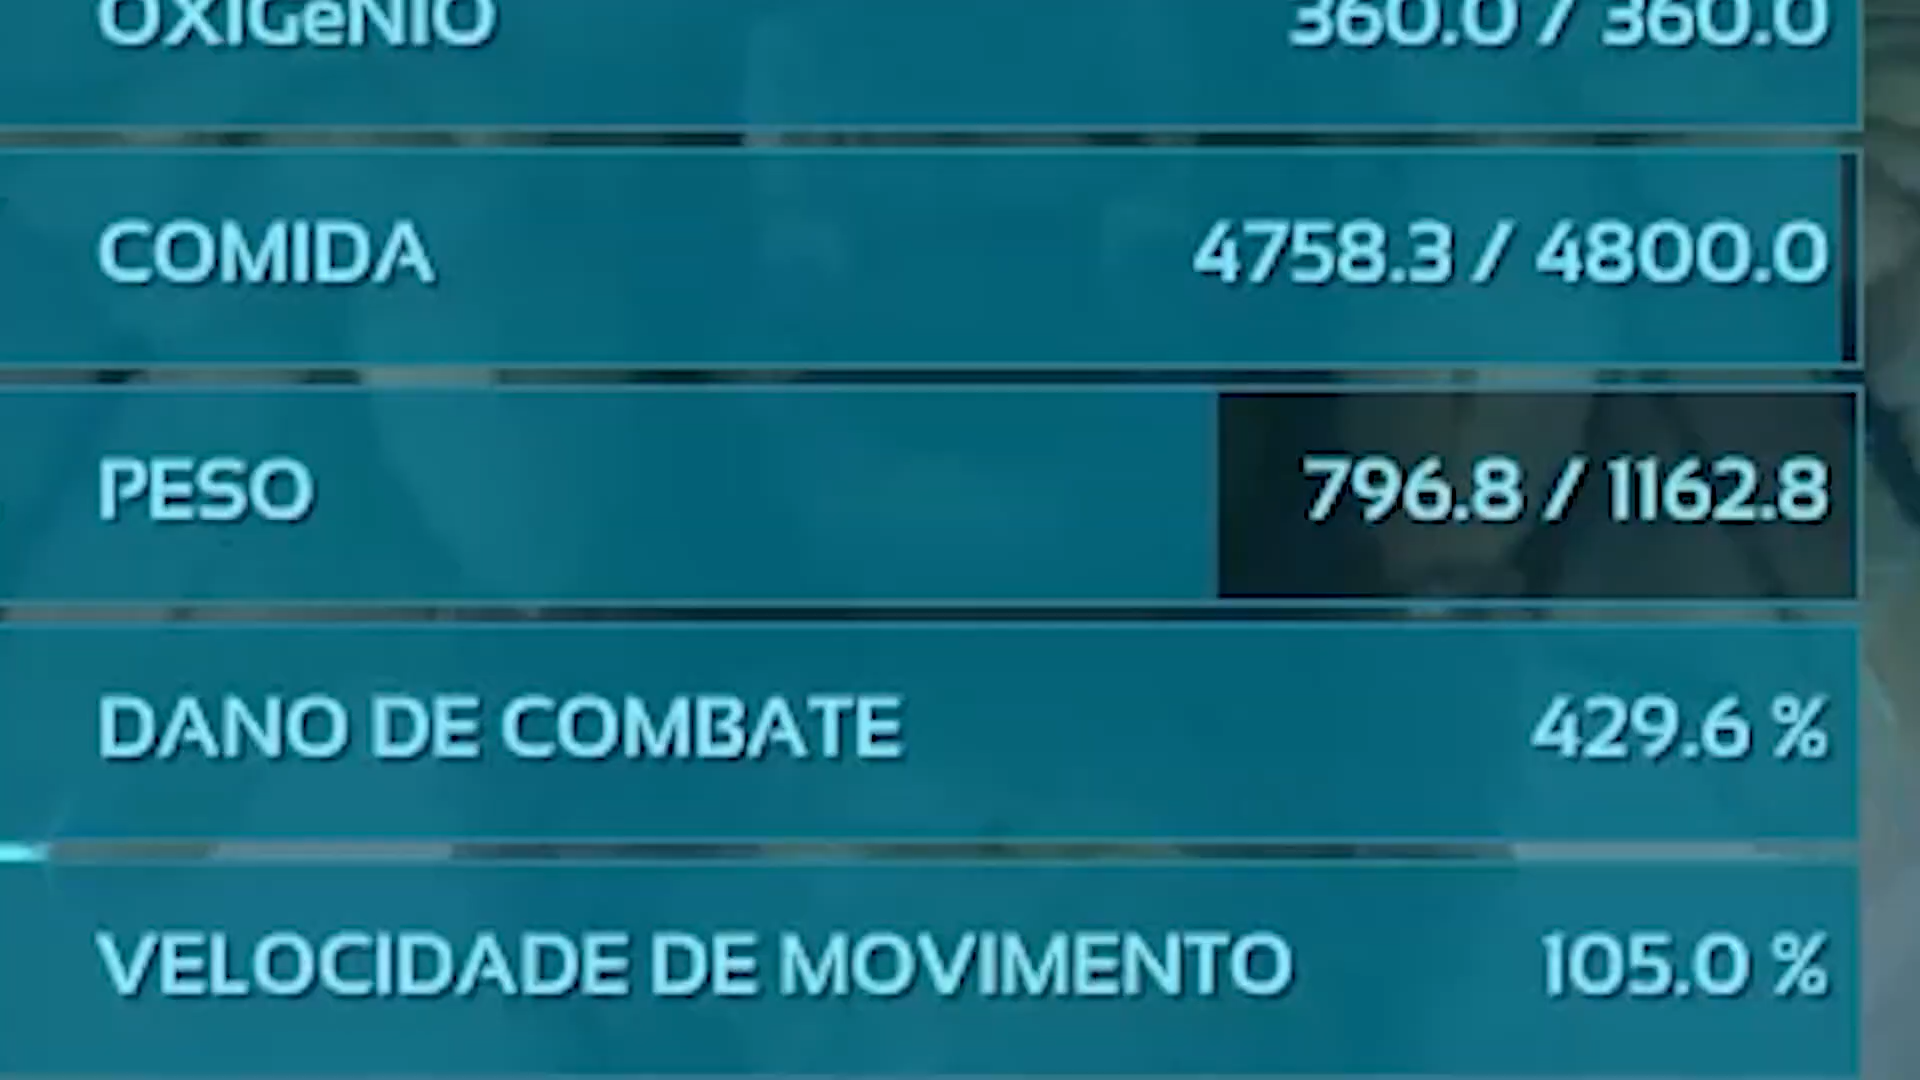 OXIGeNIO 360.0 / 360.0
COMIDA 4758.3 / 4800.0
PESO 796.8 / 1162.8
DANO DE COMBATE 429.6 %
VELOCIDADE DE MOVIMENTO 105.0 %